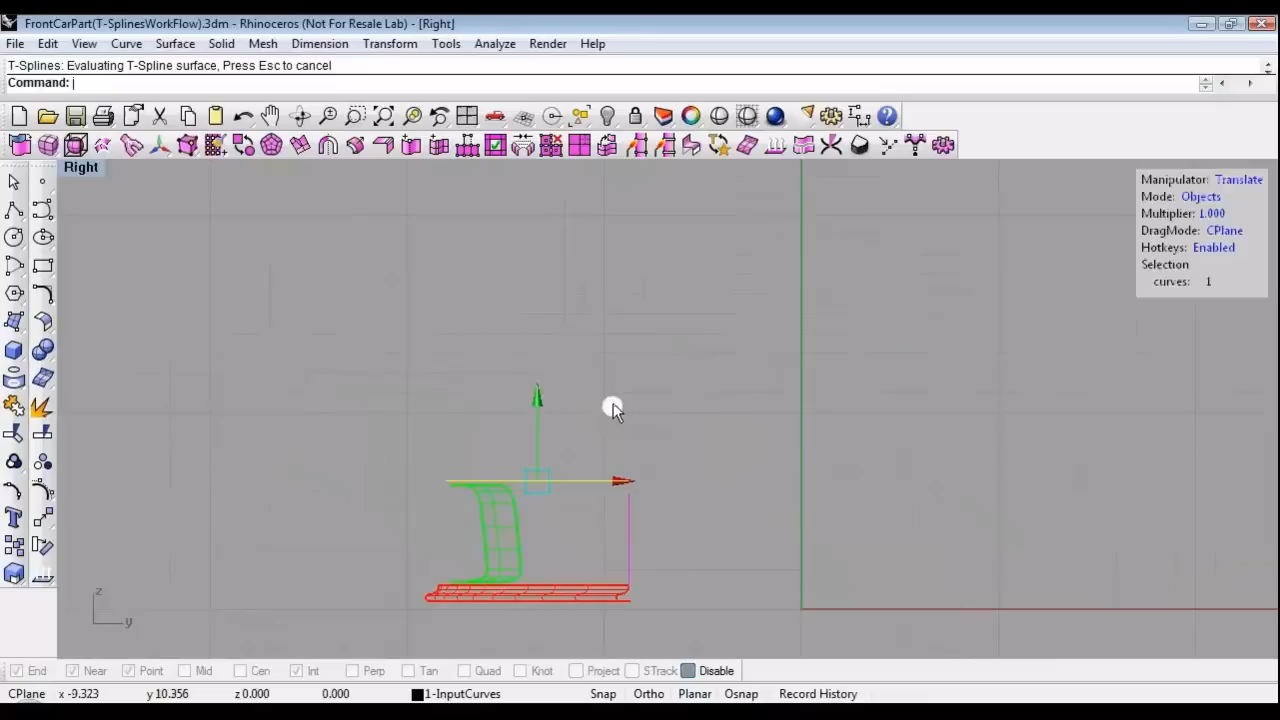 FrontCarPart(T-SplinesWorkFlow).3dm - Rhinoceros (Not For Resale Lab) - [Right]
File Edit View Curve Surface Solid Mesh Dimension Transform Tools Analyze Render Help
T-Splines: Evaluating T-Spline surface, Press Esc to cancel
Command:
Right
Manipulator: Translate
Mode: Objects
Multiplier: 1.000
DragMode: CPlane
Hotkeys: Enabled
Selection
curves: 1
z
y
End Near Point Mid Cen Int Perp Tan Quad Knot Project STrack Disable
CPlane x -9.323 y 10.356 z 0.000 0.000 1-InputCurves Snap Ortho Planar Osnap Record History